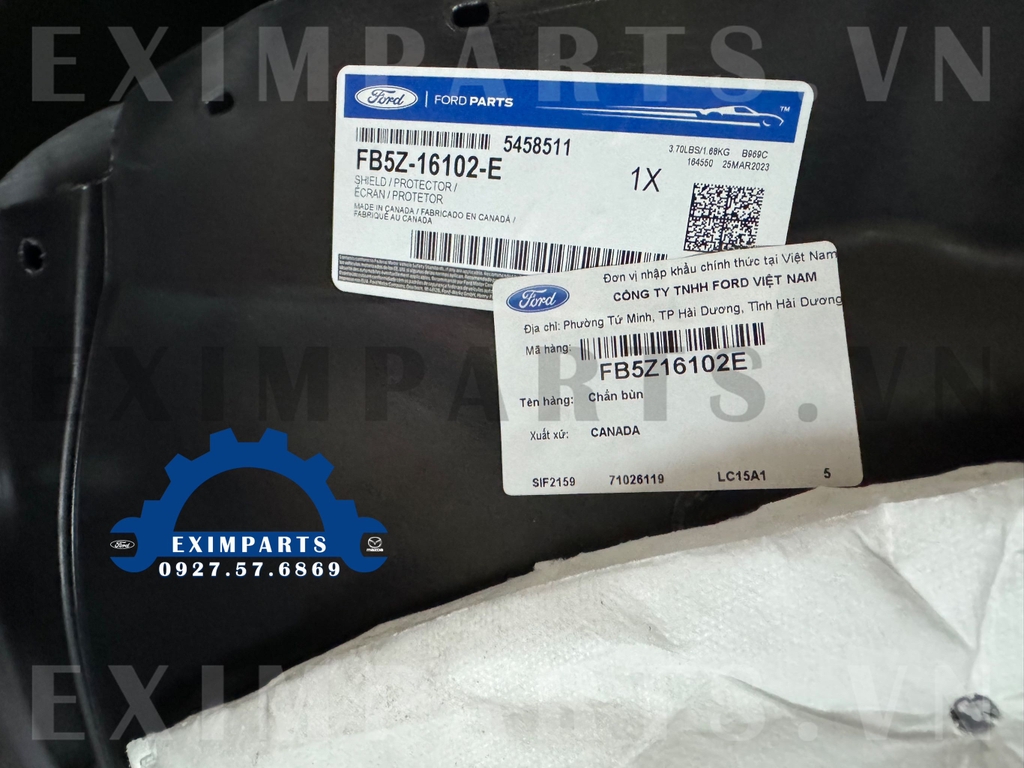 EXIMPARTS.VN
Ford | FORD PARTS
TM
5458511
FB5Z-16102-E
SHIELD / PROTECTOR /
ÉCRAN / PROTETOR
MADE IN CANADA / FABRICADO EN CANADÁ /
FABRIQUÉ AU CANADA
1X
3.70LBS/1.68KG B969C
164550 25MAR2023
Ford
Đơn vị nhập khẩu chính thức tại Việt Nam
CÔNG TY TNHH FORD VIỆT NAM
Địa chỉ: Phường Tứ Minh, TP Hải Dương, Tỉnh Hải Dương
Mã hàng:
FB5Z16102E
Tên hàng: Chắn bùn
Xuất xứ: CANADA
SIF2159 71026119 LC15A1 5
EXIMPARTS.VN
Ford EXIMPARTS mazda
0927.57.6869
EXIMPARTS.VN